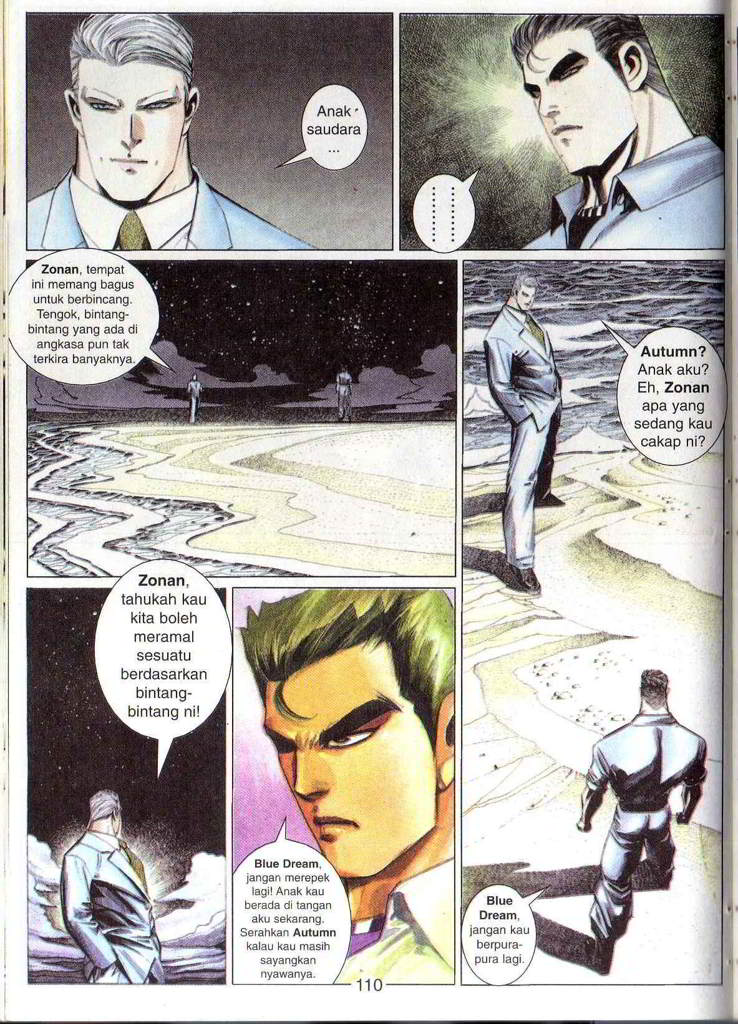 Anak
saudara
...
Zonan, tempat
ini memang bagus
untuk berbincang.
Tengok, bintang-
bintang yang ada di
angkasa pun tak
terkira banyaknya.
Zonan,
tahukah kau
kita boleh
meramal
sesuatu
berdasarkan
bintang-
bintang ni!
Blue Dream,
jangan merepek
lagi! Anak kau
berada di tangan
aku sekarang.
Serahkan Autumn
kalau kau masih
sayangkan
nyawanya.
Autumn?
Anak aku?
Eh, Zonan
apa yang
sedang kau
cakap ni?
Blue
Dream,
jangan kau
berpura-
pura lagi.
110